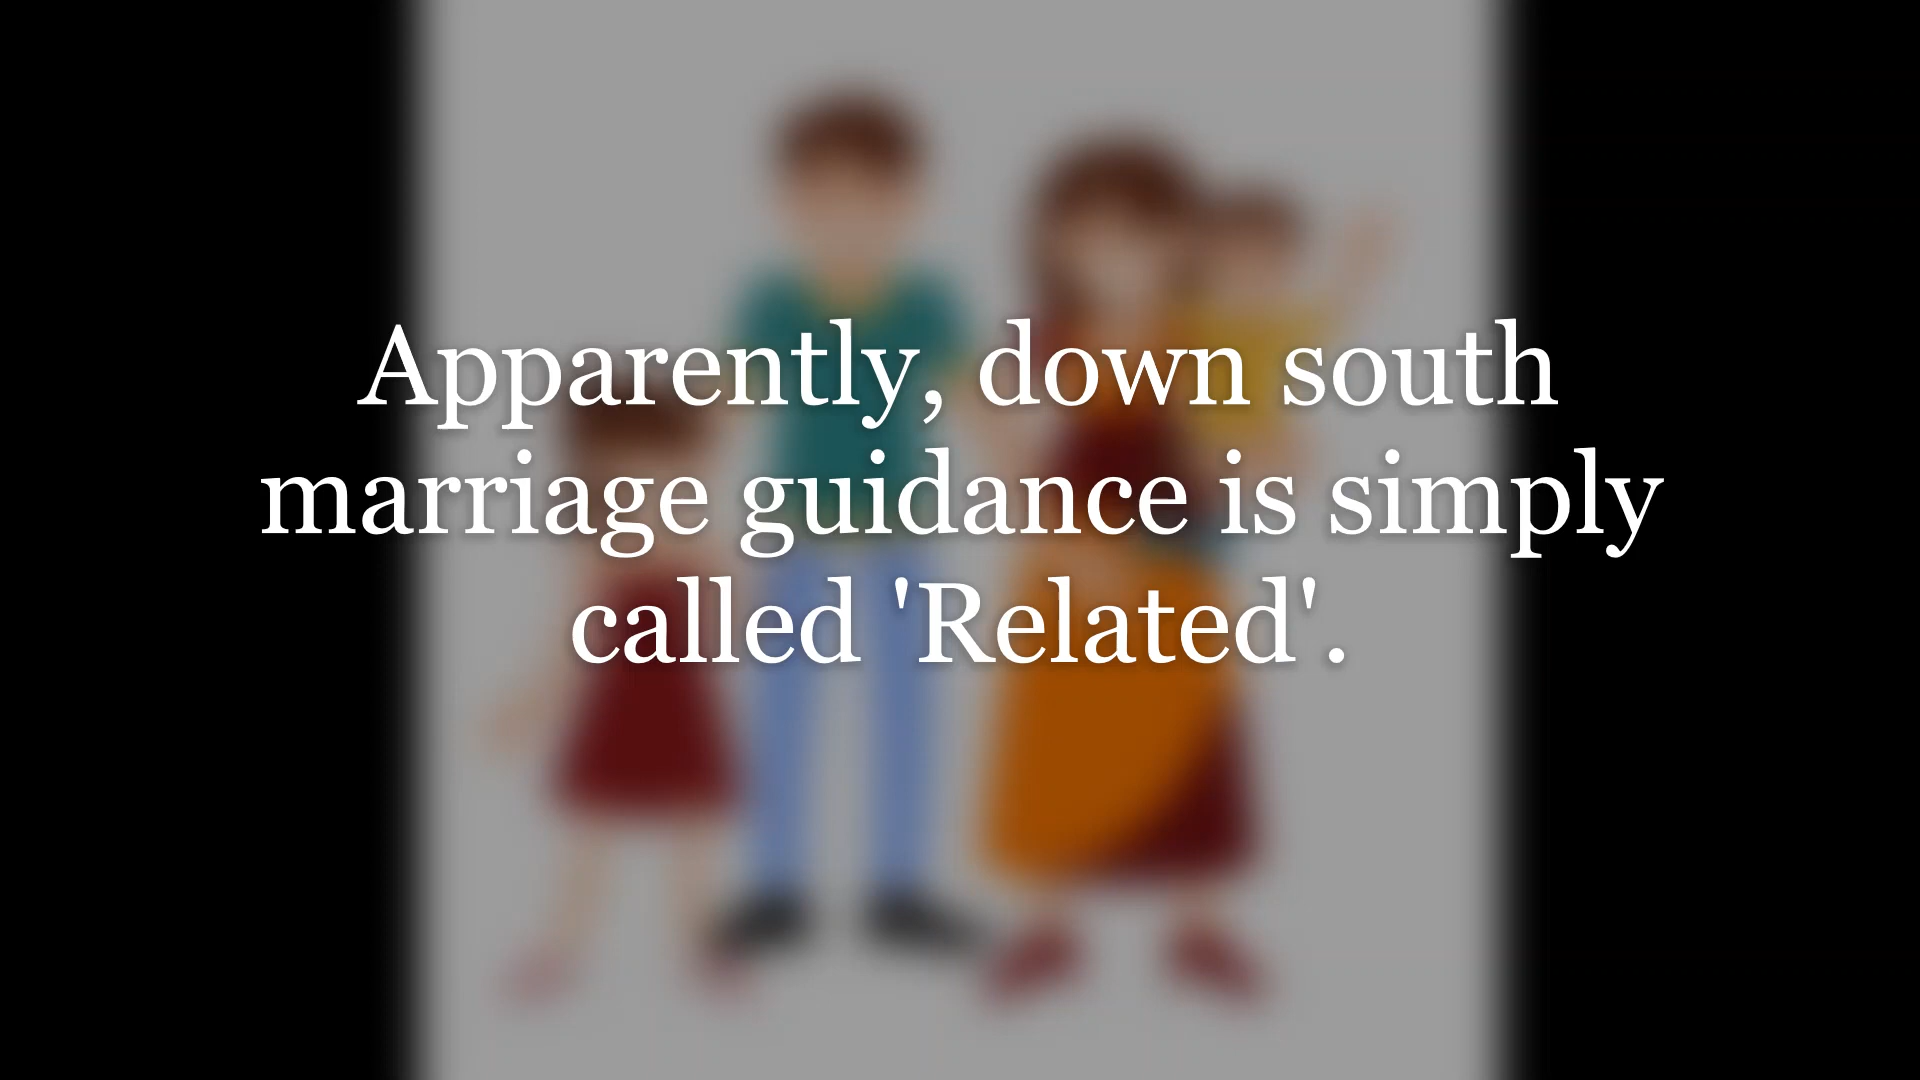 Apparently, down south
marriage guidance is simply
called 'Related'.